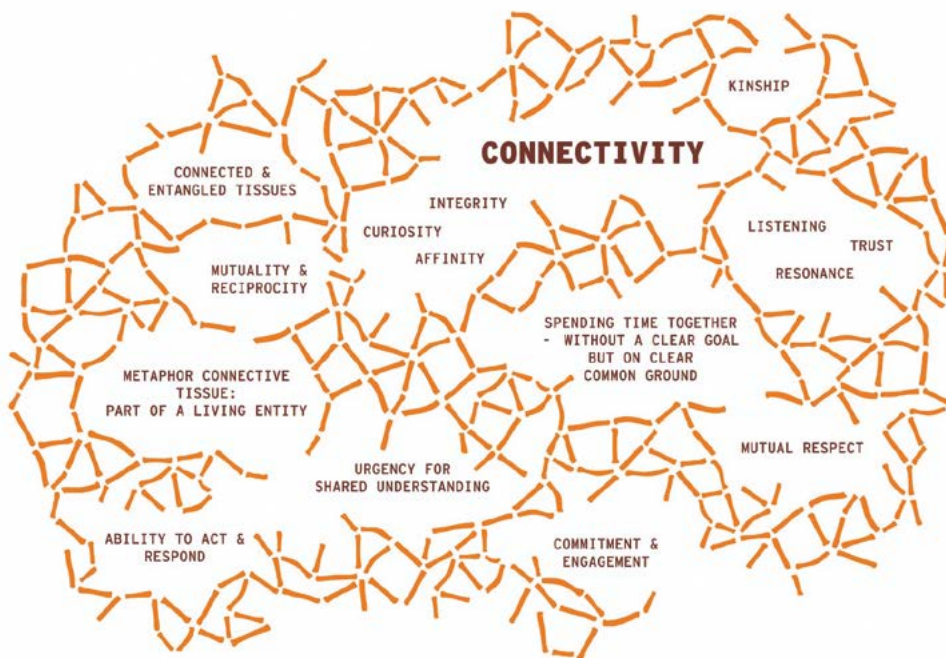 KINSHIP
CONNECTIVITY
CONNECTED &
ENTANGLED TISSUES
INTEGRITY
CURIOSITY
AFFINITY
LISTENING
TRUST
RESONANCE
MUTUALITY &
RECIPROCITY
SPENDING TIME TOGETHER
- WITHOUT A CLEAR GOAL
BUT ON CLEAR
COMMON GROUND
METAPHOR CONNECTIVE
TISSUE:
PART OF A LIVING ENTITY
MUTUAL RESPECT
URGENCY FOR
SHARED UNDERSTANDING
ABILITY TO ACT &
RESPOND
COMMITMENT &
ENGAGEMENT